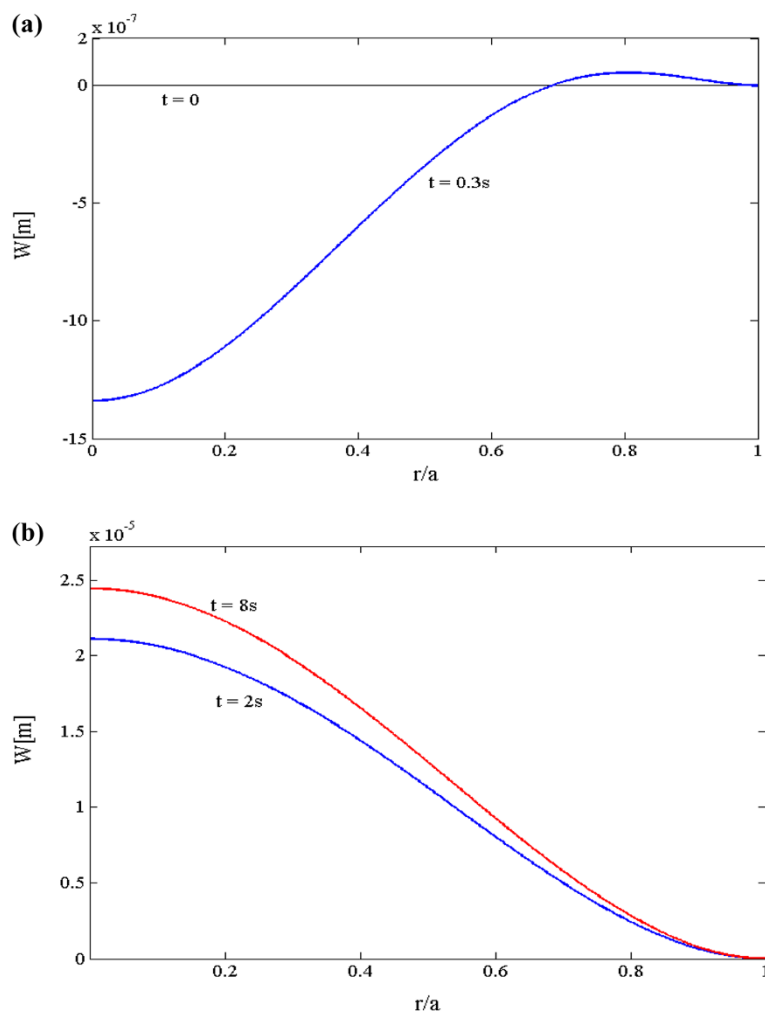 (a)
x 10^-7
2
0
t = 0
t = 0.3s
-5
W[m]
-10
-15
0 0.2 0.4 0.6 0.8 1
r/a
(b)
x 10^-5
2.5
t = 8s
2
t = 2s
W[m]
1.5
1
0.5
0
0.2 0.4 0.6 0.8 1
r/a